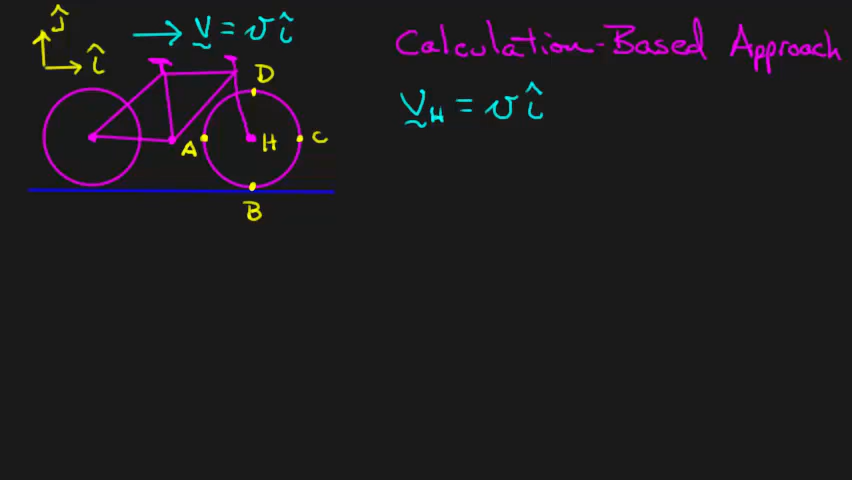 ĵ
î
→ v = v î
Calculation-Based Approach
v_H = v î
D
A
H
C
B